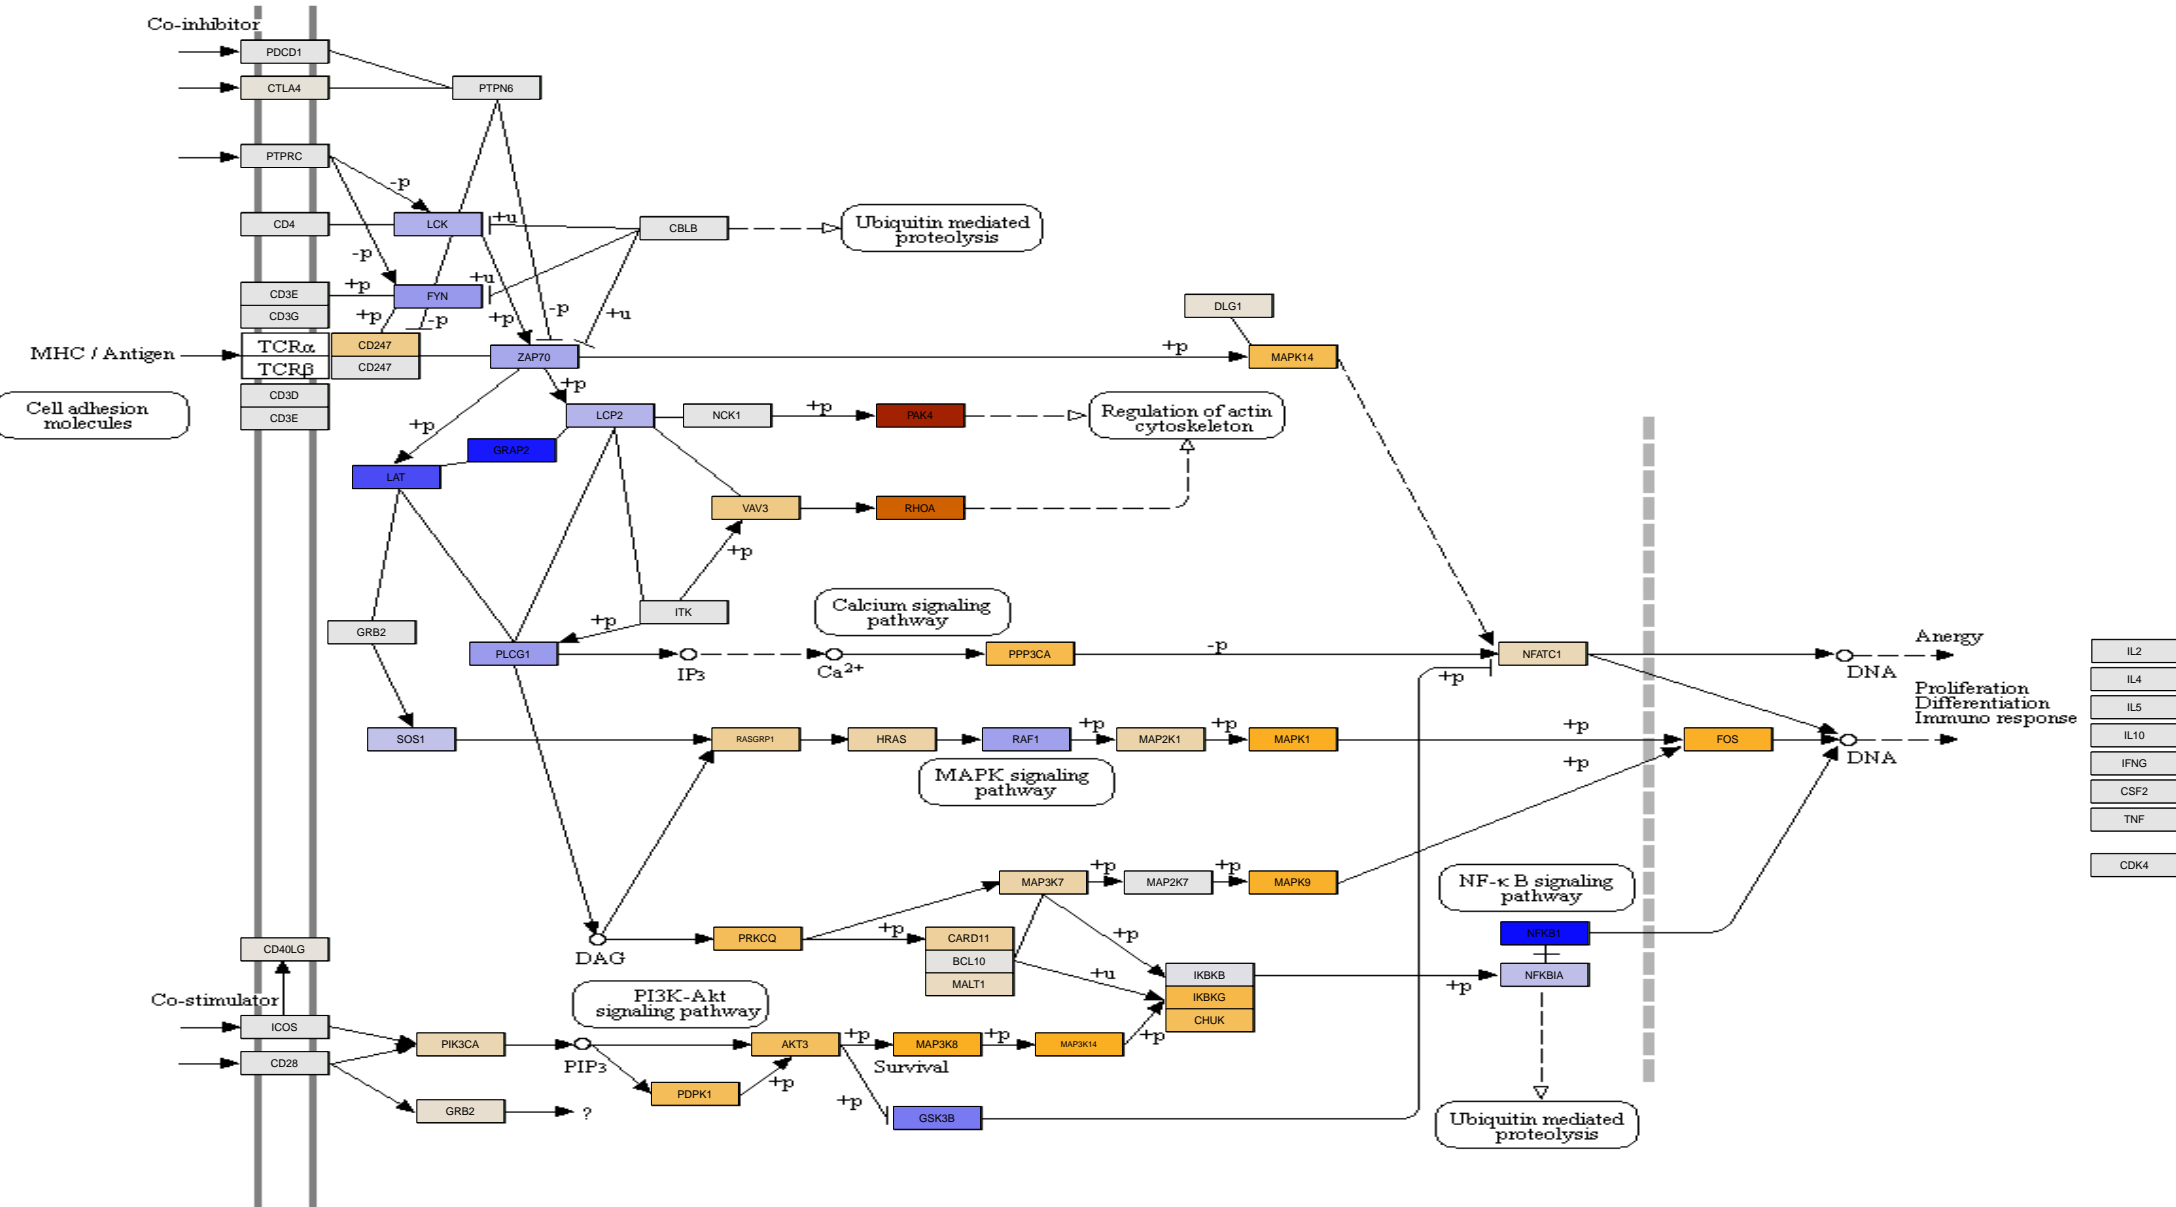 Co-inhibitor
PDCD1
CTLA4
PTPN6
PTPRC
-p
CD4
LCK
+u
CBLB
Ubiquitin mediated
proteolysis
-p
+u
CD3E
+p
FYN
CD3G
+p
-p
+p
-p
+u
DLG1
MHC / Antigen
TCRα
CD247
TCRβ
CD247
ZAP70
+p
MAPK14
+p
CD3D
CD3E
Cell adhesion
molecules
LCP2
NCK1
+p
PAK4
Regulation of actin
cytoskeleton
+p
GRAP2
LAT
VAV3
RHOA
+p
ITK
Calcium signaling
pathway
GRB2
+p
PLCG1
IP3
Ca2+
PPP3CA
-p
NFATC1
+p
DNA
Anergy
Proliferation
Differentiation
Immuno response
SOS1
RASGRP1
HRAS
RAF1
+p
MAP2K1
+p
MAPK1
+p
FOS
DNA
+p
MAPK signaling
pathway
IL2
IL4
IL5
IL10
IFNG
CSF2
TNF
CDK4
MAP3K7
+p
MAP2K7
+p
MAPK9
NF-κ B signaling
pathway
CD40LG
DAG
PRKCQ
+p
CARD11
BCL10
MALT1
+p
+u
NFKB1
IKBKB
IKBKG
CHUK
+p
NFKBIA
Co-stimulator
PI3K-Akt
signaling pathway
ICOS
CD28
PIK3CA
PIP3
AKT3
+p
MAP3K8
+p
MAP3K14
+p
Survival
PDPK1
+p
+p
GRB2
?
GSK3B
Ubiquitin mediated
proteolysis